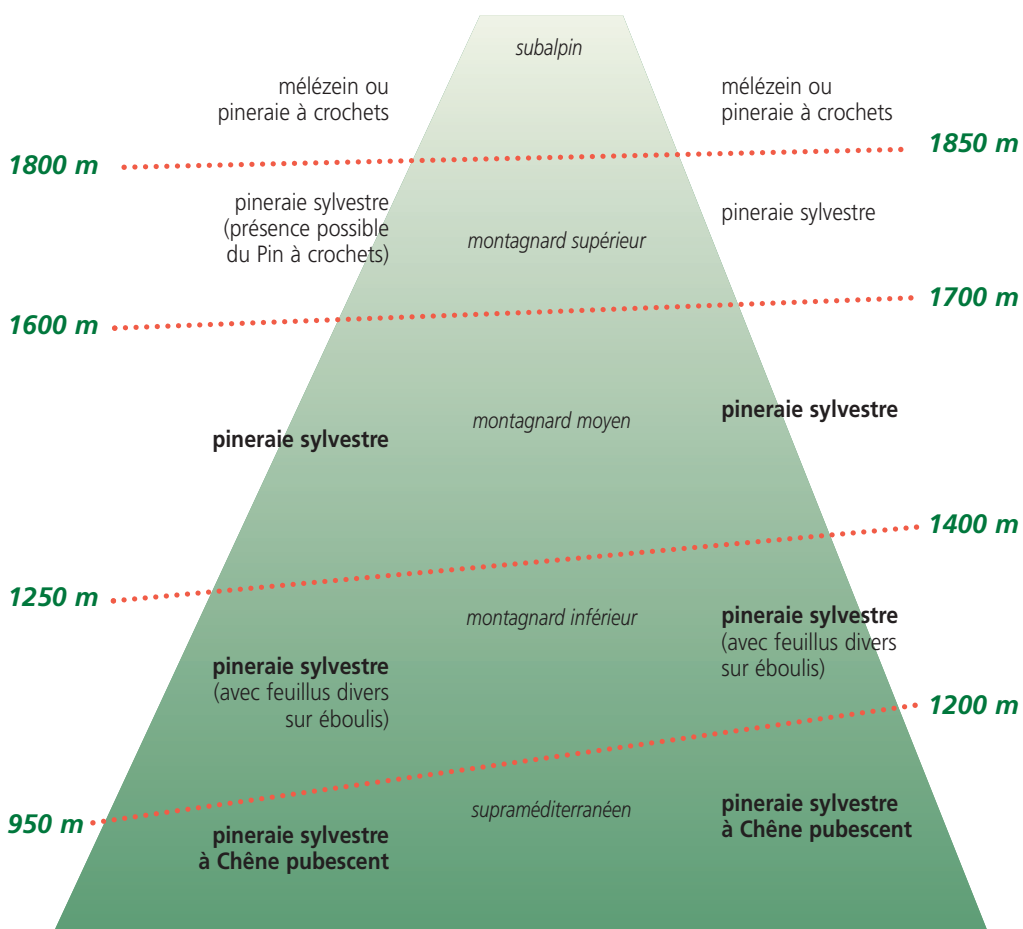 subalpin
mélézein ou
pineraie à crochets
mélézein ou
pineraie à crochets
1800 m
1850 m
pineraie sylvestre
(présence possible
du Pin à crochets)
montagnard supérieur
pineraie sylvestre
1600 m
1700 m
pineraie sylvestre
montagnard moyen
pineraie sylvestre
1250 m
1400 m
pineraie sylvestre
(avec feuillus divers
sur éboulis)
montagnard inférieur
pineraie sylvestre
(avec feuillus divers
sur éboulis)
950 m
1200 m
pineraie sylvestre
à Chêne pubescent
supraméditerranéen
pineraie sylvestre
à Chêne pubescent